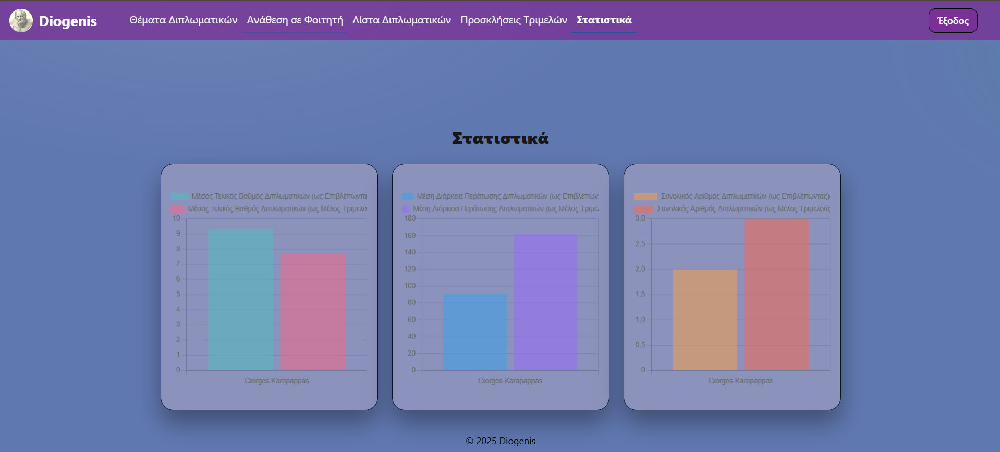 Diogenis
Θέματα Διπλωματικών Ανάθεση σε Φοιτητή Λίστα Διπλωματικών Προσκλήσεις Τριμελών Στατιστικά
Έξοδος
Στατιστικά
Μέσος Τελικός Βαθμός Διπλωματικών (ως Επιβλέποντα
Μέσος Τελικός Βαθμός Διπλωματικών (ως Μέλος Τριμελο
10
9
8
7
6
5
4
3
2
1
0
Giorgos Karapappas
Μέση Διάρκεια Περάτωσης Διπλωματικών (ως Επιβλέπων
Μέση Διάρκεια Περάτωσης Διπλωματικών (ως Μέλος Τριμελ
180
160
140
120
100
80
60
40
20
0
Giorgos Karapappas
Συνολικός Αριθμός Διπλωματικών (ως Επιβλέποντας)
Συνολικός Αριθμός Διπλωματικών (ως Μέλος Τριμελούς
3,0
2,5
2,0
1,5
1,0
0,5
0
Giorgos Karapappas
© 2025 Diogenis